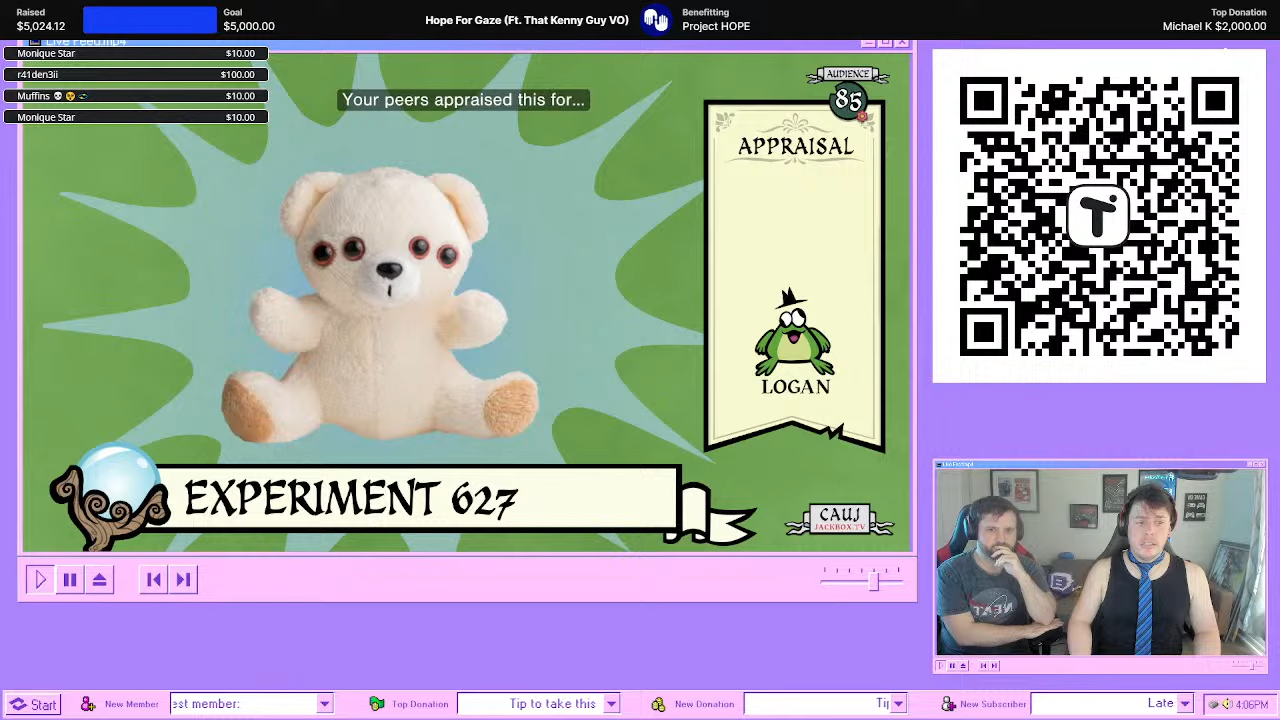 Raised
$5,024.12
Goal
$5,000.00
Hope For Gaze (Ft. That Kenny Guy VO)
Benefitting
Project HOPE
Top Donation
Michael K $2,000.00
Live Feed.mp4
Monique Star $10.00
r41den3ii $100.00
Muffins 💀 😏 $10.00
Monique Star $10.00
Your peers appraised this for...
AUDIENCE
85
APPRAISAL
LOGAN
EXPERIMENT 627
CAUJ
JACKBOX.TV
T
Start
New Member
est member:
Top Donation
Tip to take this
New Donation
Ti
New Subscriber
Late
4:06PM